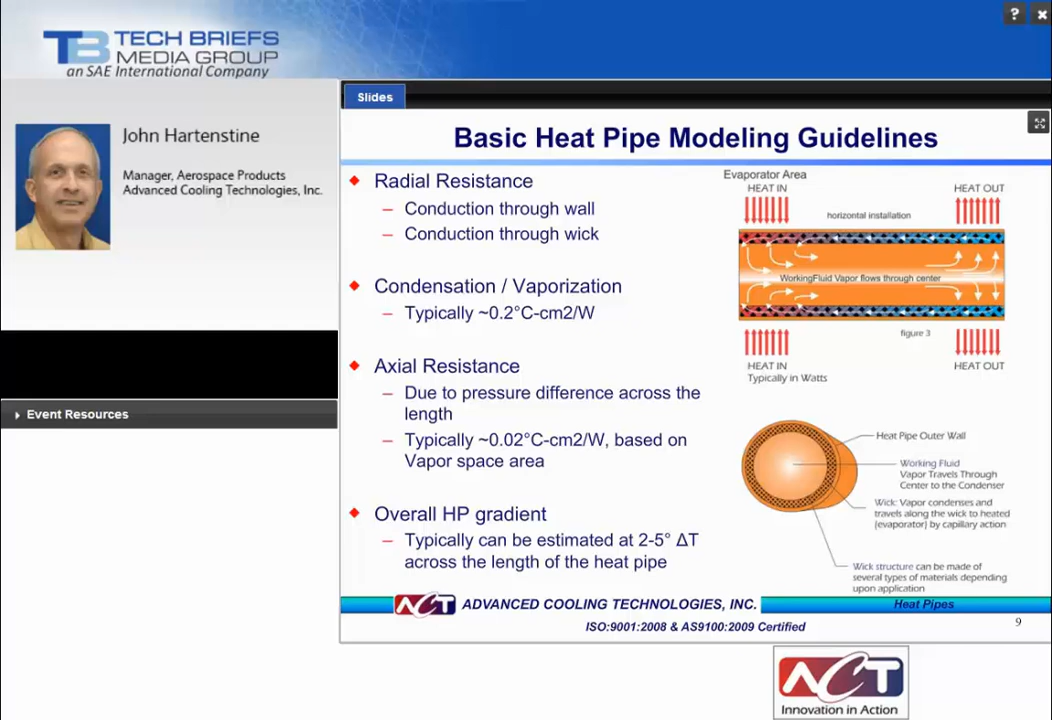 ? ×
TB TECH BRIEFS
MEDIA GROUP
an SAE International Company
John Hartenstine
Manager, Aerospace Products
Advanced Cooling Technologies, Inc.
Event Resources
Slides
Basic Heat Pipe Modeling Guidelines
Radial Resistance
– Conduction through wall
– Conduction through wick
Condensation / Vaporization
– Typically ~0.2°C-cm2/W
Axial Resistance
– Due to pressure difference across the
length
– Typically ~0.02°C-cm2/W, based on
Vapor space area
Overall HP gradient
– Typically can be estimated at 2-5° ΔT
across the length of the heat pipe
Evaporator Area
HEAT IN
HEAT OUT
horizontal installation
WorkingFluid Vapor flows through center
figure 3
HEAT IN
Typically in Watts
HEAT OUT
Heat Pipe Outer Wall
Working Fluid
Vapor Travels Through
Center to the Condenser
Wick: Vapor condenses and
travels along the wick to heated
(evaporator) by capillary action
Wick structure can be made of
several types of materials depending
upon application
ACT ADVANCED COOLING TECHNOLOGIES, INC.
Heat Pipes
ISO:9001:2008 & AS9100:2009 Certified
9
ACT
Innovation in Action